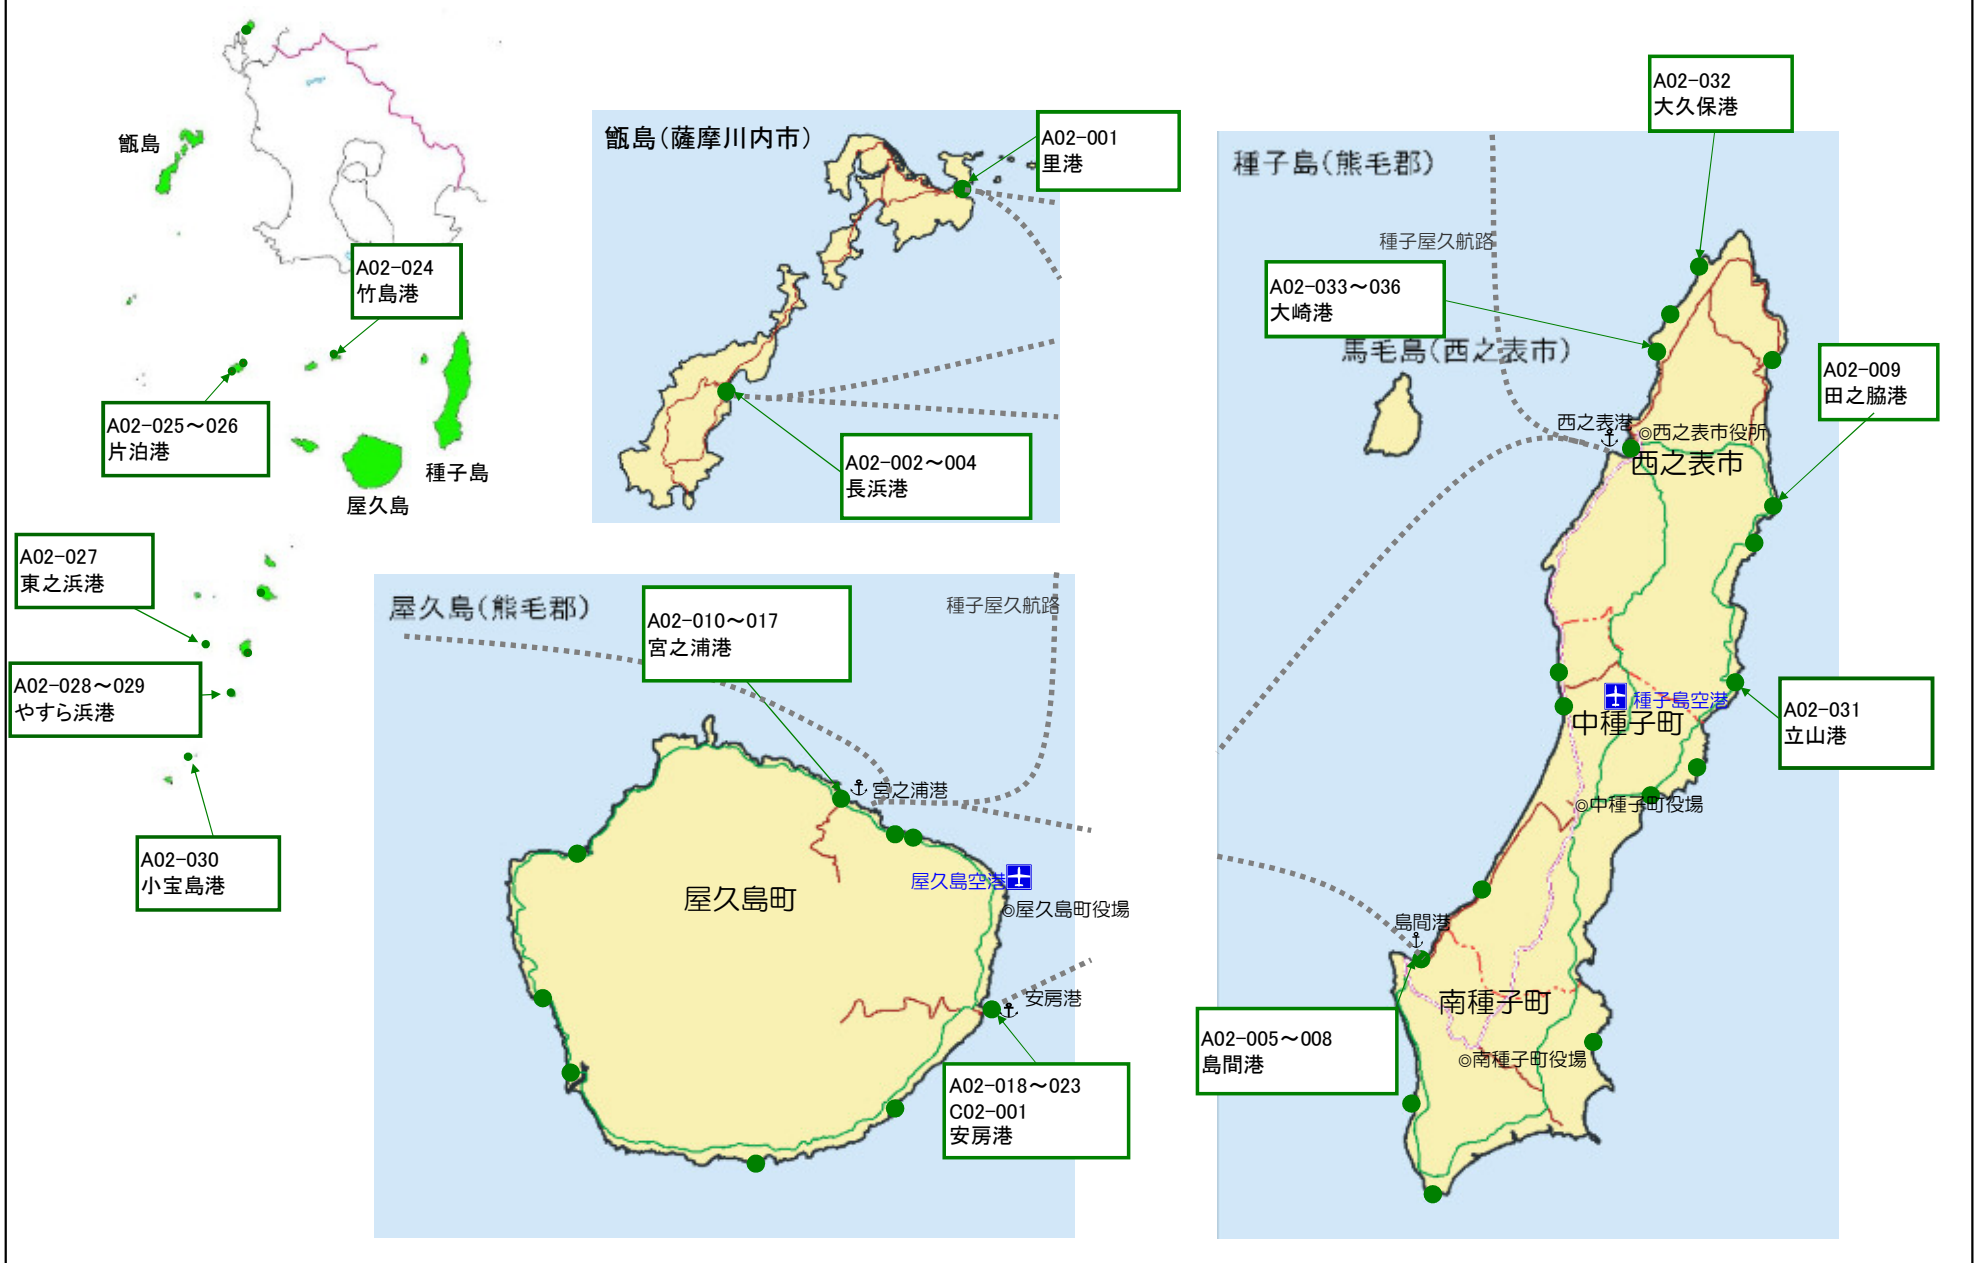 甑島
A02-024
竹島港
A02-025～026
片泊港
種子島
屋久島
A02-027
東之浜港
A02-028～029
やすら浜港
A02-030
小宝島港
甑島(薩摩川内市)
A02-001
里港
A02-002～004
長浜港
屋久島(熊毛郡)
種子屋久航路
A02-010～017
宮之浦港
宮之浦港
屋久島空港
◎屋久島町役場
屋久島町
安房港
A02-018～023
C02-001
安房港
種子島(熊毛郡)
A02-032
大久保港
種子屋久航路
A02-033～036
大崎港
馬毛島(西之表市)
A02-009
田之脇港
西之表港
◎西之表市役所
西之表市
種子島空港
中種子町
A02-031
立山港
◎中種子町役場
島間港
南種子町
A02-005～008
島間港
◎南種子町役場